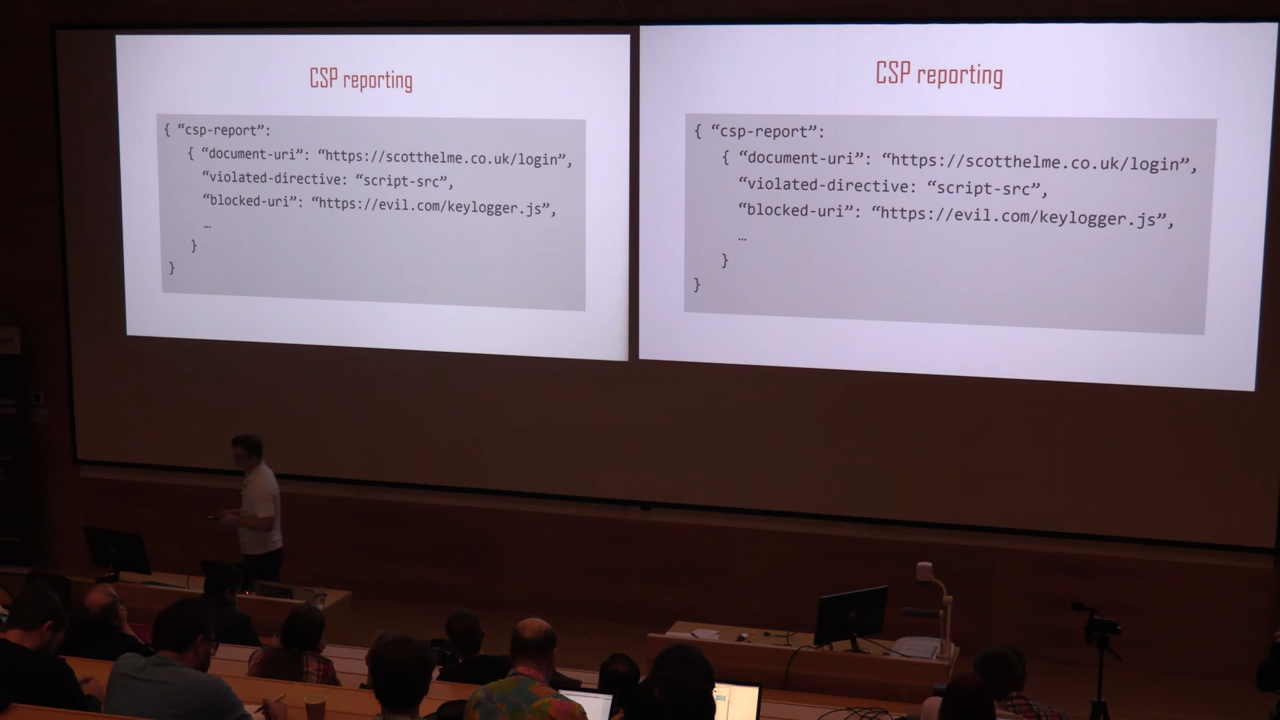 CSP reporting
{ “csp-report”:
{ “document-uri”: “https://scotthelme.co.uk/login”,
“violated-directive: “script-src”,
“blocked-uri”: “https://evil.com/keylogger.js”,
…
}
}
CSP reporting
{ “csp-report”:
{ “document-uri”: “https://scotthelme.co.uk/login”,
“violated-directive: “script-src”,
“blocked-uri”: “https://evil.com/keylogger.js”,
…
}
}